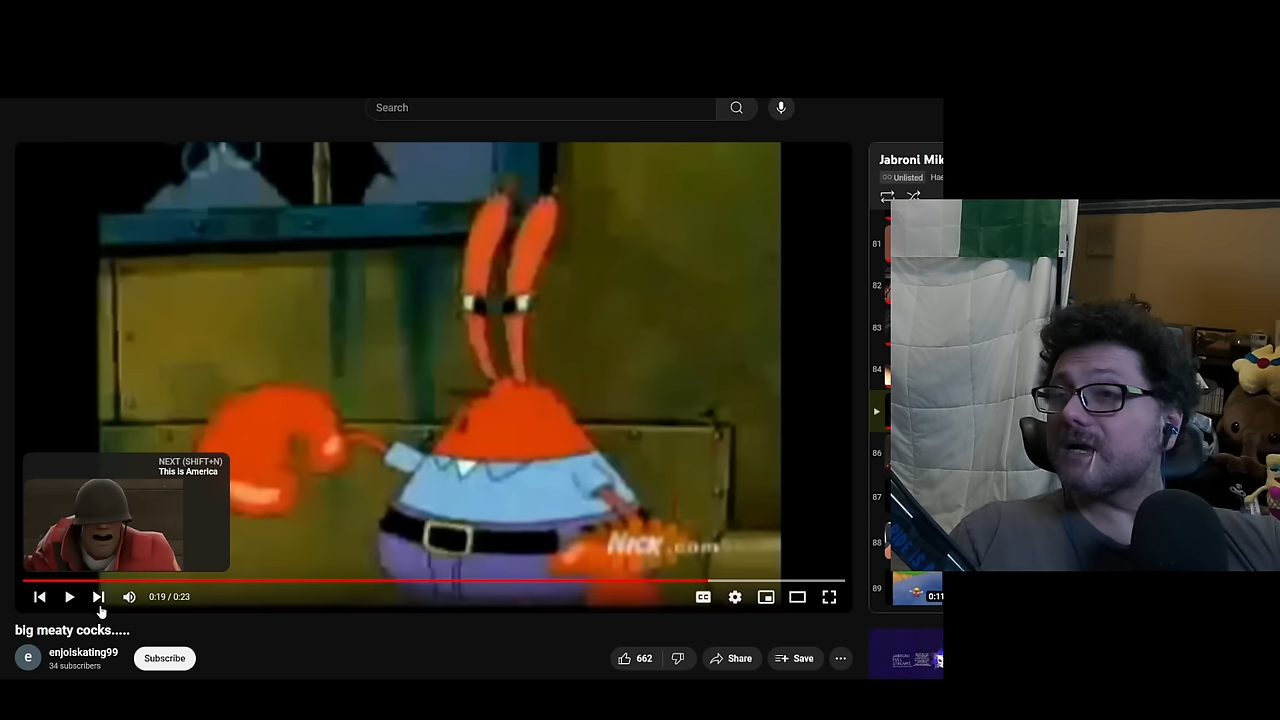 Search
Jabroni Mik
Unlisted
Hae
81
82
83
84
86
87
88
89
0:11
NEXT (SHIFT+N)
This is America
NICK.com
0:19 / 0:23
big meaty cocks.....
e
enjoiskating99
34 subscribers
Subscribe
662
Share
Save